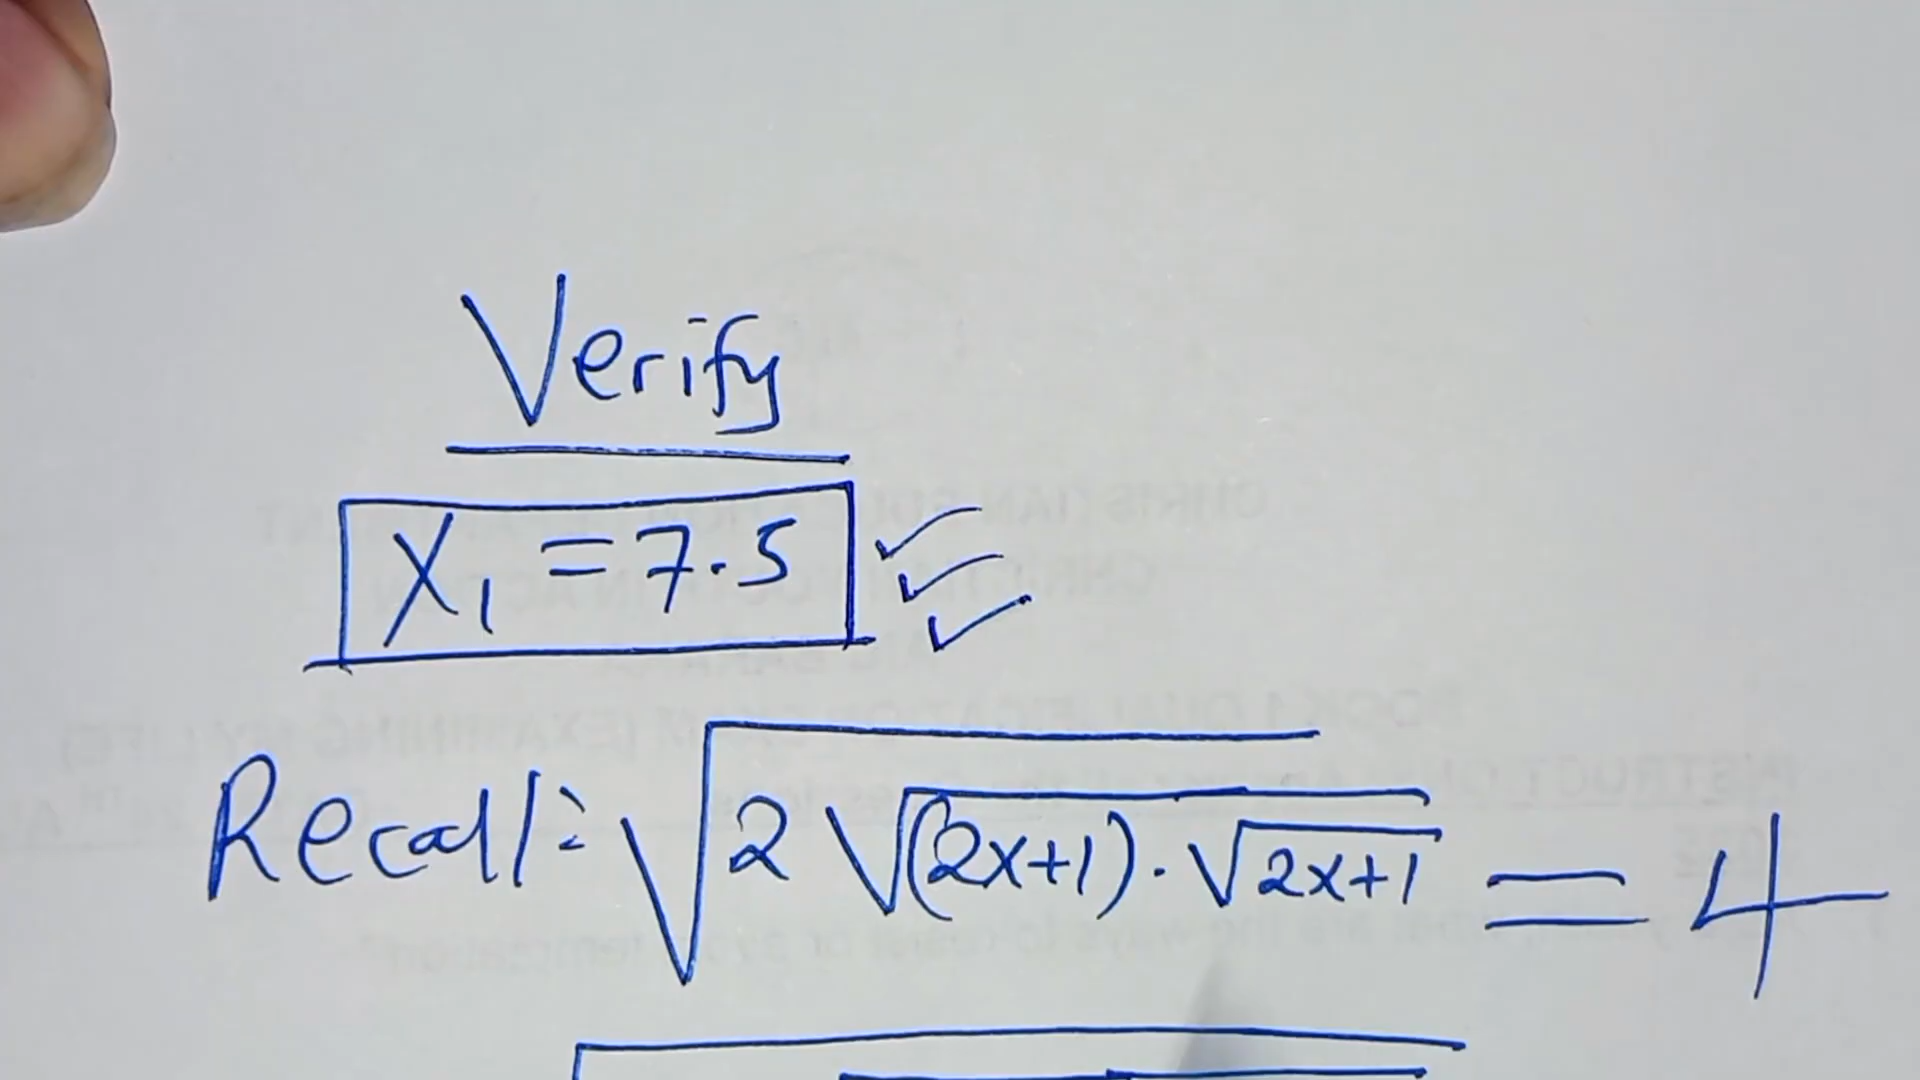 Verify
X₁ = 7.5 ✓✓✓
Recall: √(2√((2x+1)·√(2x+1))) = 4